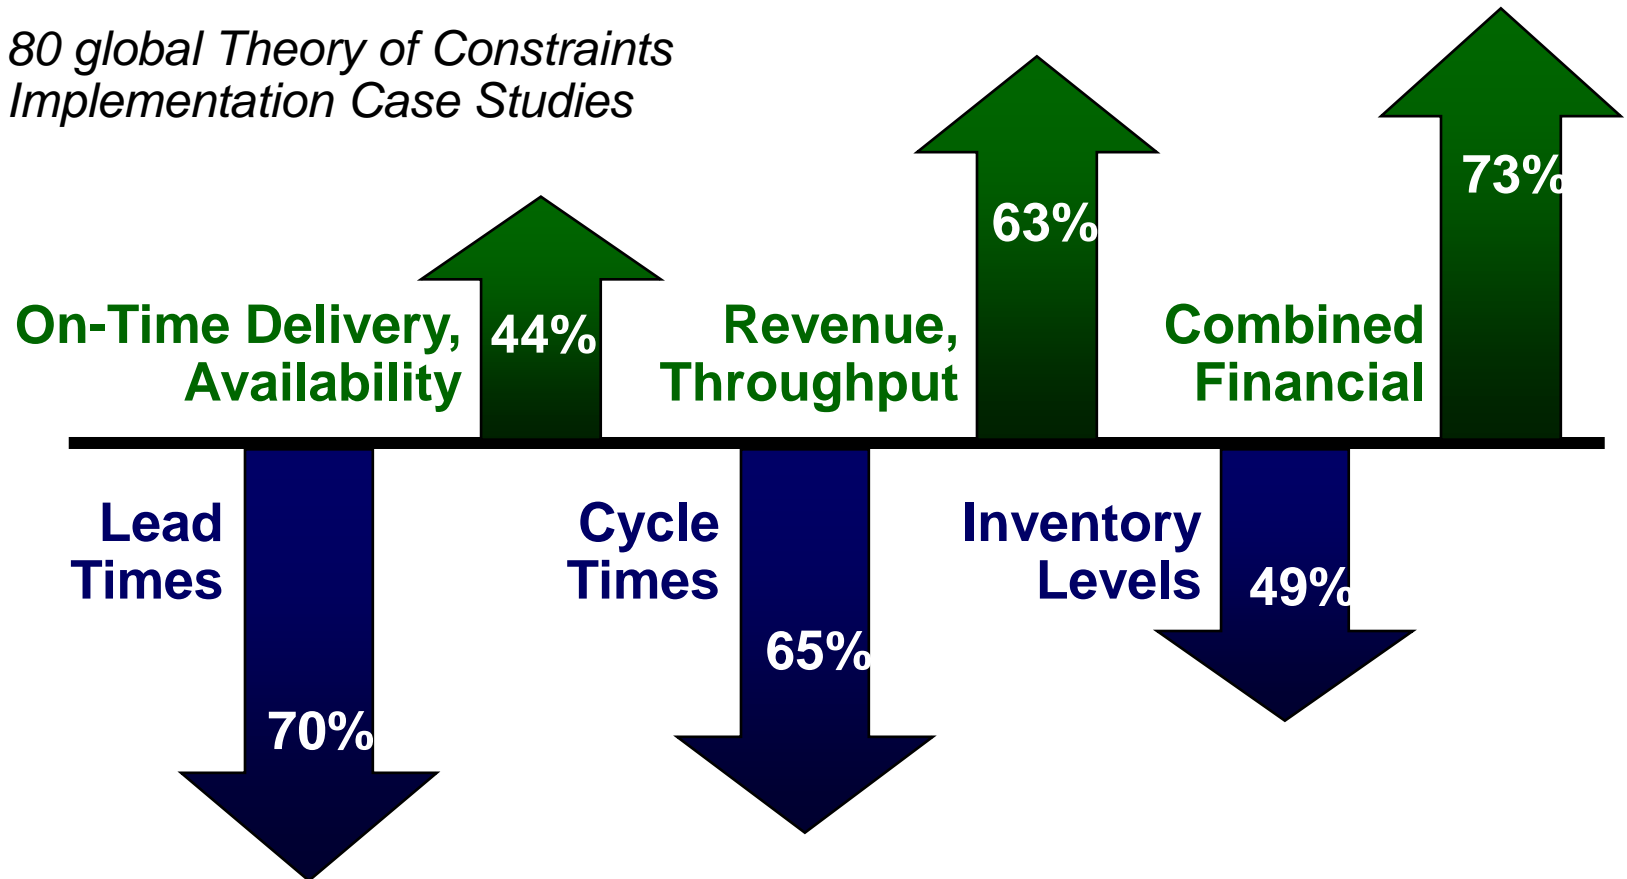 80 global Theory of Constraints
Implementation Case Studies
73%
63%
On-Time Delivery,
Availability
44%
Revenue,
Throughput
Combined
Financial
Lead
Times
Cycle
Times
Inventory
Levels
49%
65%
70%